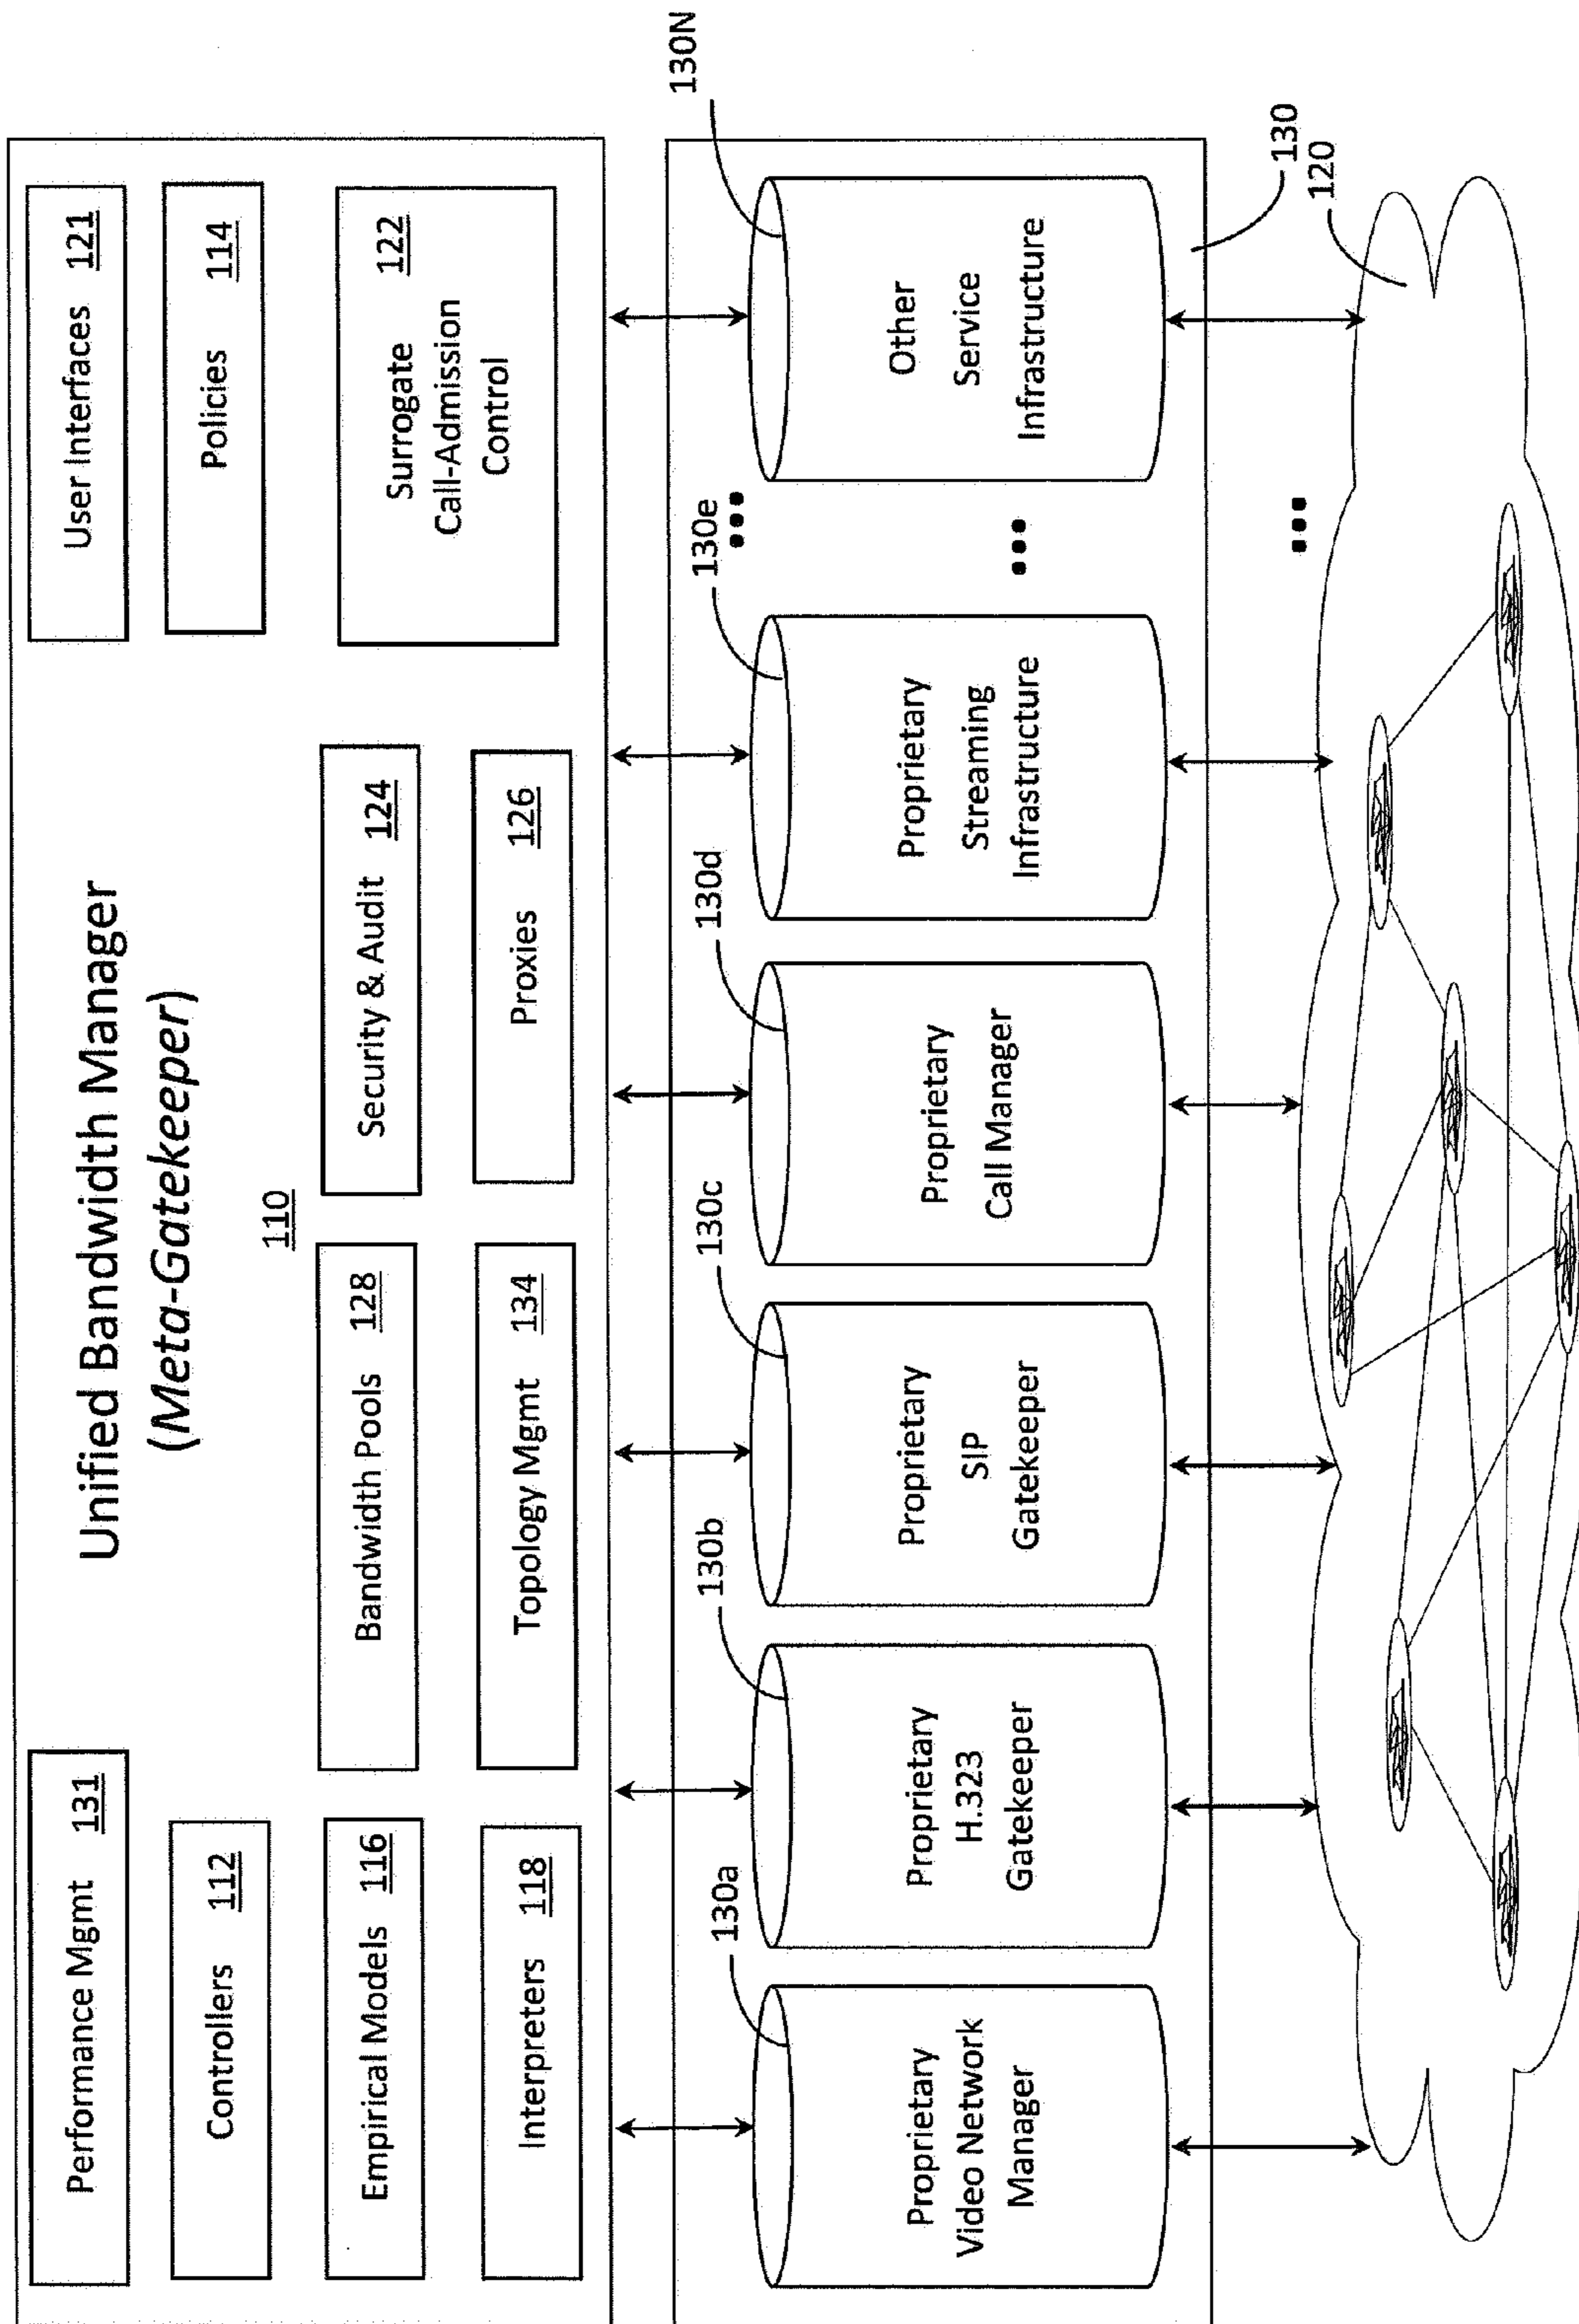 Unified Bandwidth Manager
(Meta-Gatekeeper)
110
Performance Mgmt 131
Controllers 112
Empirical Models 116
Interpreters 118
Bandwidth Pools 128
Topology Mgmt 134
Security & Audit 124
Proxies 126
User Interfaces 121
Policies 114
Surrogate 122
Call-Admission
Control
130a
130b
130c
130d
130e
130N
•••
Proprietary
Video Network
Manager
Proprietary
H.323
Gatekeeper
Proprietary
SIP
Gatekeeper
Proprietary
Call Manager
Proprietary
Streaming
Infrastructure
•••
Other
Service
Infrastructure
130
•••
120